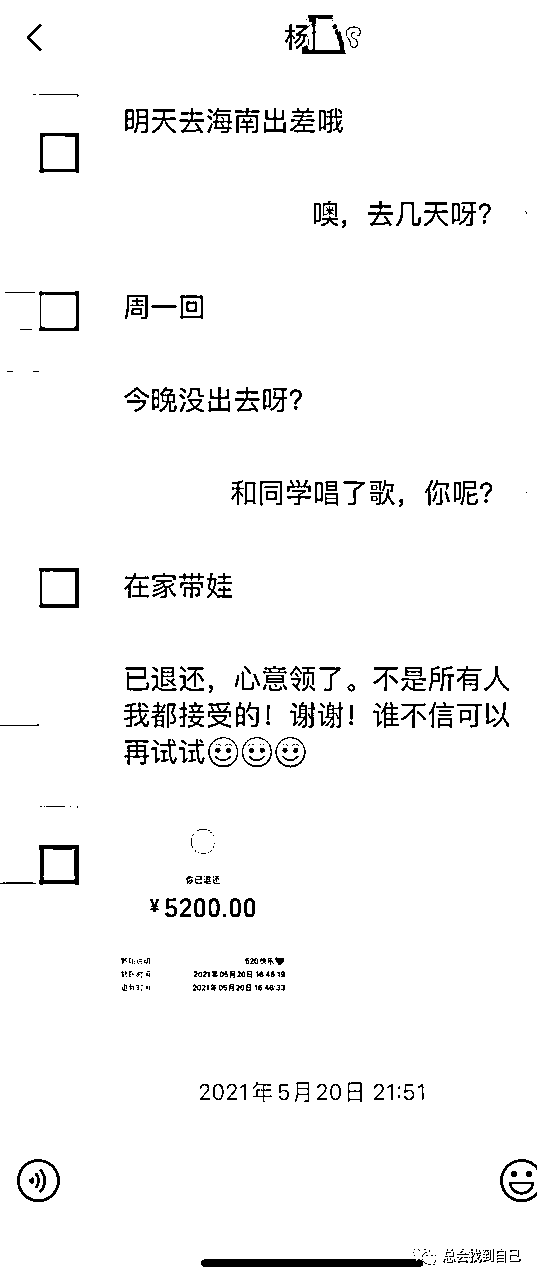 杨
明天去海南出差哦
噢，去几天呀？
周一回
今晚没出去呀？
和同学唱了歌，你呢？
在家带娃
已退还，心意领了。不是所有人
我都接受的！谢谢！谁不信可以
再试试
你已退还
¥5200.00
520快乐
2021年05月20日 16:46:19
2021年05月20日 16:46:33
2021年5月20日 21:51
总会找到自己